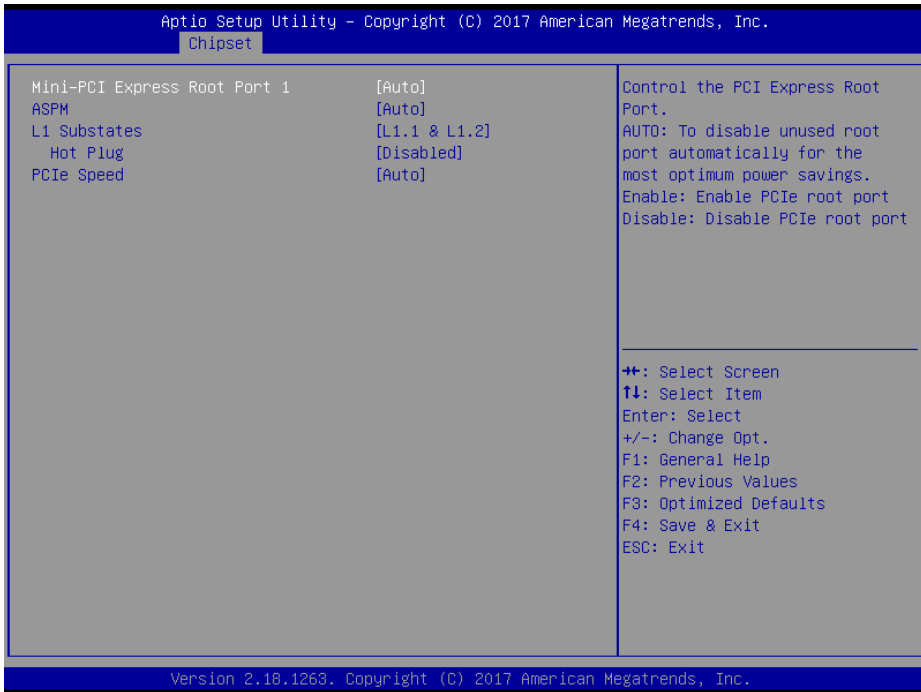 Aptio Setup Utility – Copyright (C) 2017 American Megatrends, Inc.
Chipset
Mini-PCI Express Root Port 1 [Auto]
ASPM [Auto]
L1 Substates [L1.1 & L1.2]
Hot Plug [Disabled]
PCIe Speed [Auto]
Control the PCI Express Root
Port.
AUTO: To disable unused root
port automatically for the
most optimum power savings.
Enable: Enable PCIe root port
Disable: Disable PCIe root port
→←: Select Screen
↑↓: Select Item
Enter: Select
+/-: Change Opt.
F1: General Help
F2: Previous Values
F3: Optimized Defaults
F4: Save & Exit
ESC: Exit
Version 2.18.1263. Copyright (C) 2017 American Megatrends, Inc.